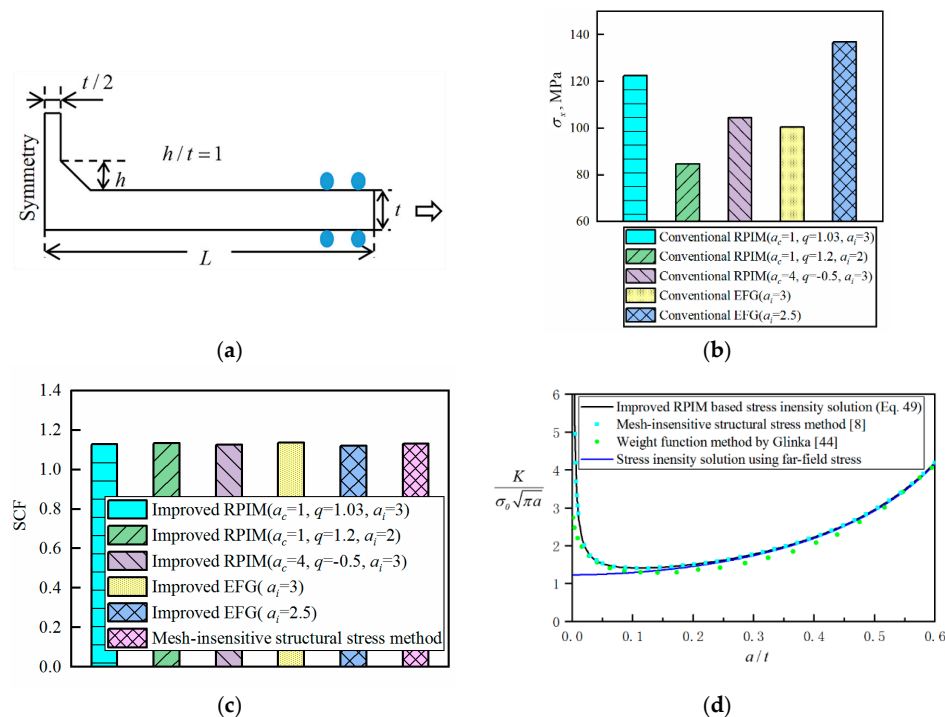 (a)
t / 2
Symmetry
h / t = 1
h
t
L
σx, MPa
140
120
100
80
60
Conventional RPIM(ac=1, q=1.03, ai=3)
Conventional RPIM(ac=1, q=1.2, ai=2)
Conventional RPIM(ac=4, q=-0.5, ai=3)
Conventional EFG(ai=3)
Conventional EFG(ai=2.5)
(b)
SCF
1.4
1.2
1.0
0.8
0.6
0.4
0.2
0.0
Improved RPIM(ac=1, q=1.03, ai=3)
Improved RPIM(ac=1, q=1.2, ai=2)
Improved RPIM(ac=4, q=-0.5, ai=3)
Improved EFG( ai=3)
Improved EFG( ai=2.5)
Mesh-insensitive structural stress method
(c)
K
σ0√πa
6
5
4
3
2
1
0
Improved RPIM based stress inensity solution (Eq. 49)
Mesh-insensitive structural stress method [8]
Weight function method by Glinka [44]
Stress inensity solution using far-field stress
0.0 0.1 0.2 0.3 0.4 0.5 0.6
a / t
(d)